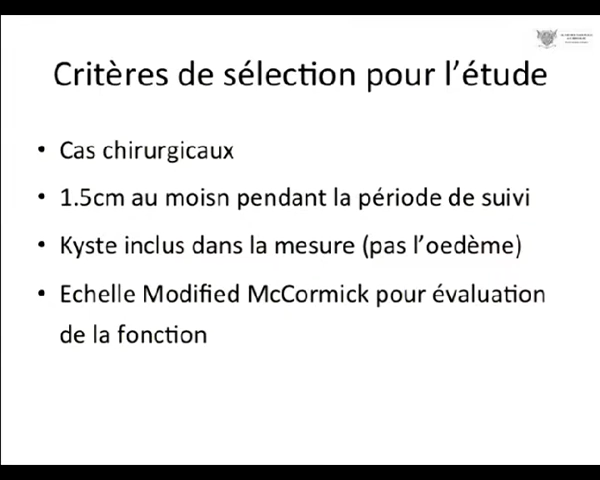 Critères de sélection pour l'étude
• Cas chirurgicaux
• 1.5cm au moisn pendant la période de suivi
• Kyste inclus dans la mesure (pas l'oedème)
• Echelle Modified McCormick pour évaluation
de la fonction